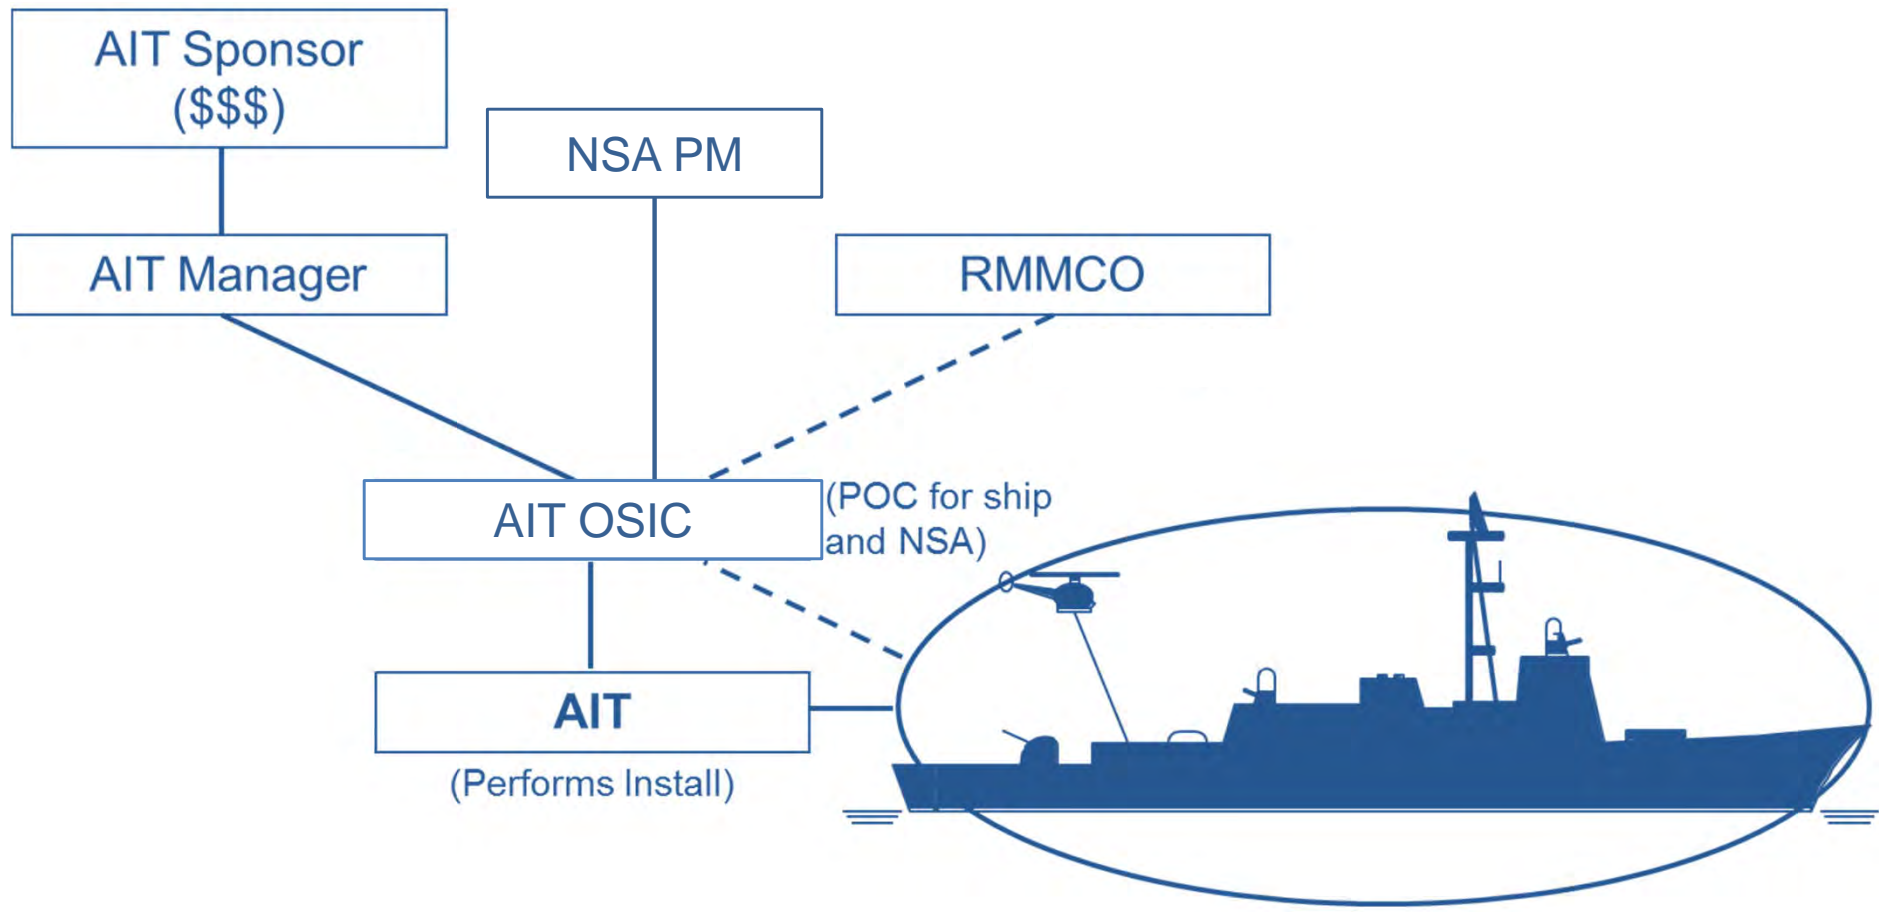 AIT Sponsor
($$$)
NSA PM
AIT Manager
RMMCO
AIT OSIC
(POC for ship
and NSA)
AIT
(Performs Install)